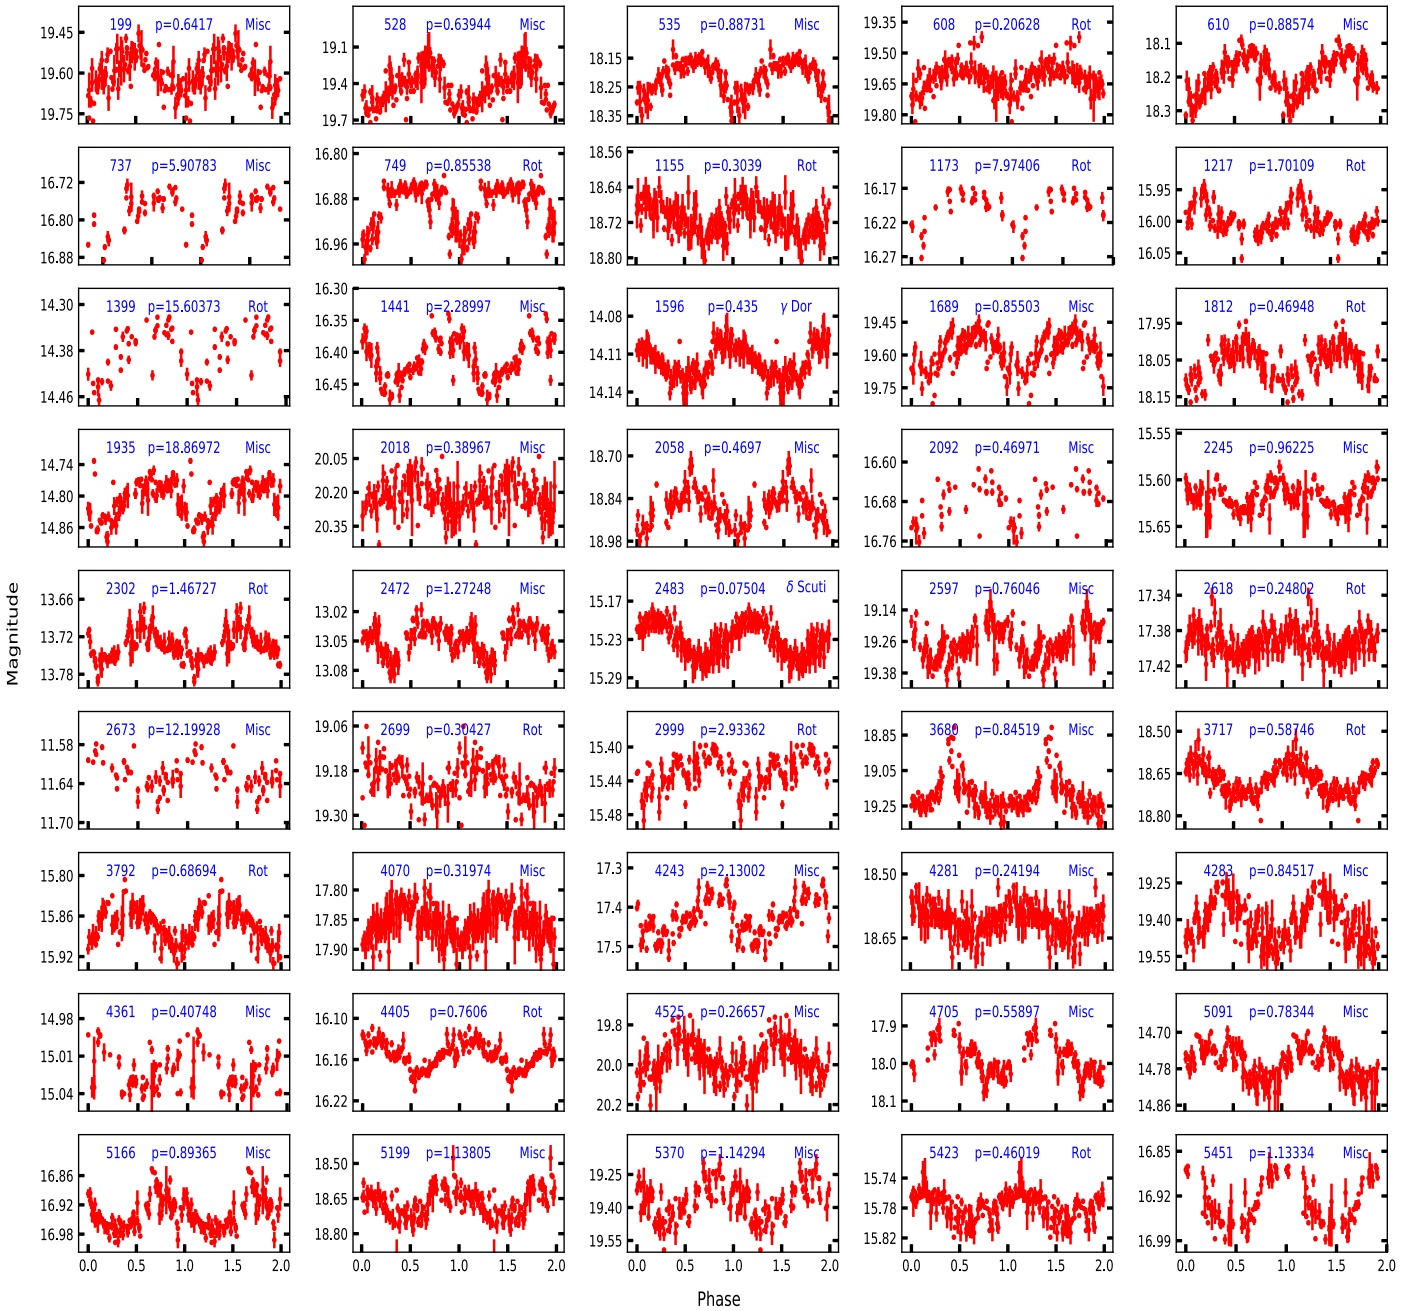 199 p=0.6417 Misc
19.45
19.60
19.75
528 p=0.63944 Misc
19.1
19.4
19.7
535 p=0.88731 Misc
18.15
18.25
18.35
608 p=0.20628 Rot
19.35
19.50
19.65
19.80
610 p=0.88574 Misc
18.1
18.2
18.3
737 p=5.90783 Misc
16.72
16.80
16.88
749 p=0.85538 Rot
16.80
16.88
16.96
1155 p=0.3039 Rot
18.56
18.64
18.72
18.80
1173 p=7.97406 Rot
16.17
16.22
16.27
1217 p=1.70109 Rot
15.95
16.00
16.05
1399 p=15.60373 Rot
14.30
14.38
14.46
1441 p=2.28997 Misc
16.30
16.35
16.40
16.45
1596 p=0.435 γ Dor
14.08
14.11
14.14
1689 p=0.85503 Misc
19.45
19.60
19.75
1812 p=0.46948 Rot
17.95
18.05
18.15
1935 p=18.86972 Misc
14.74
14.80
14.86
2018 p=0.38967 Misc
20.05
20.20
20.35
2058 p=0.4697 Misc
18.70
18.84
18.98
2092 p=0.46971 Misc
16.60
16.68
16.76
2245 p=0.96225 Misc
15.55
15.60
15.65
2302 p=1.46727 Rot
13.66
13.72
13.78
2472 p=1.27248 Misc
13.02
13.05
13.08
2483 p=0.07504 δ Scuti
15.17
15.23
15.29
2597 p=0.76046 Misc
19.14
19.26
19.38
2618 p=0.24802 Rot
17.34
17.38
17.42
Magnitude
2673 p=12.19928 Misc
11.58
11.64
11.70
2699 p=0.30427 Rot
19.06
19.18
19.30
2999 p=2.93362 Rot
15.40
15.44
15.48
3680 p=0.84519 Misc
18.85
19.05
19.25
3717 p=0.58746 Rot
18.50
18.65
18.80
3792 p=0.68694 Rot
15.80
15.86
15.92
4070 p=0.31974 Misc
17.80
17.85
17.90
4243 p=2.13002 Misc
17.3
17.4
17.5
4281 p=0.24194 Misc
18.50
18.65
4283 p=0.84517 Misc
19.25
19.40
19.55
4361 p=0.40748 Misc
14.98
15.01
15.04
4405 p=0.7606 Rot
16.10
16.16
16.22
4525 p=0.26657 Misc
19.8
20.0
20.2
4705 p=0.55897 Misc
17.9
18.0
18.1
5091 p=0.78344 Misc
14.70
14.78
14.86
5166 p=0.89365 Misc
16.86
16.92
16.98
0.0 0.5 1.0 1.5 2.0
5199 p=1.13805 Misc
18.50
18.65
18.80
0.0 0.5 1.0 1.5 2.0
5370 p=1.14294 Misc
19.25
19.40
19.55
0.0 0.5 1.0 1.5 2.0
5423 p=0.46019 Rot
15.74
15.78
15.82
0.0 0.5 1.0 1.5 2.0
5451 p=1.13334 Misc
16.85
16.92
16.99
0.0 0.5 1.0 1.5 2.0
Phase